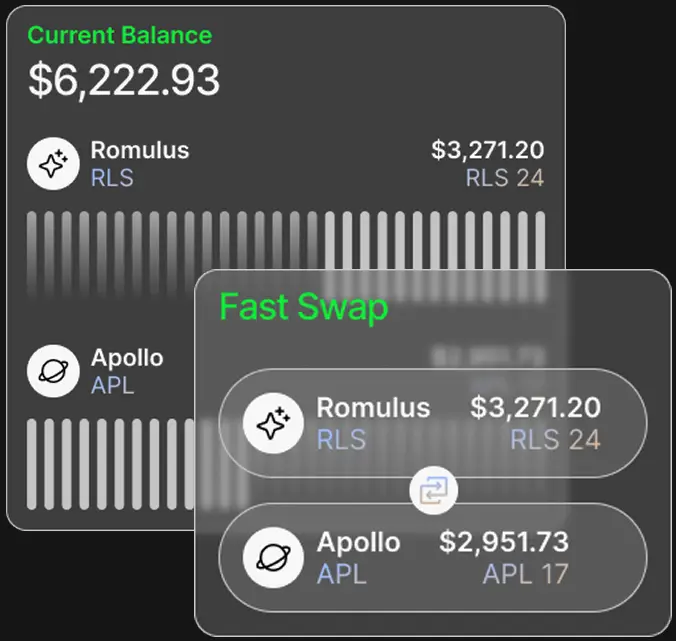 Current Balance
$6,222.93
Romulus $3,271.20
RLS RLS 24
Apollo
APL
Fast Swap
Romulus $3,271.20
RLS RLS 24
Apollo $2,951.73
APL APL 17